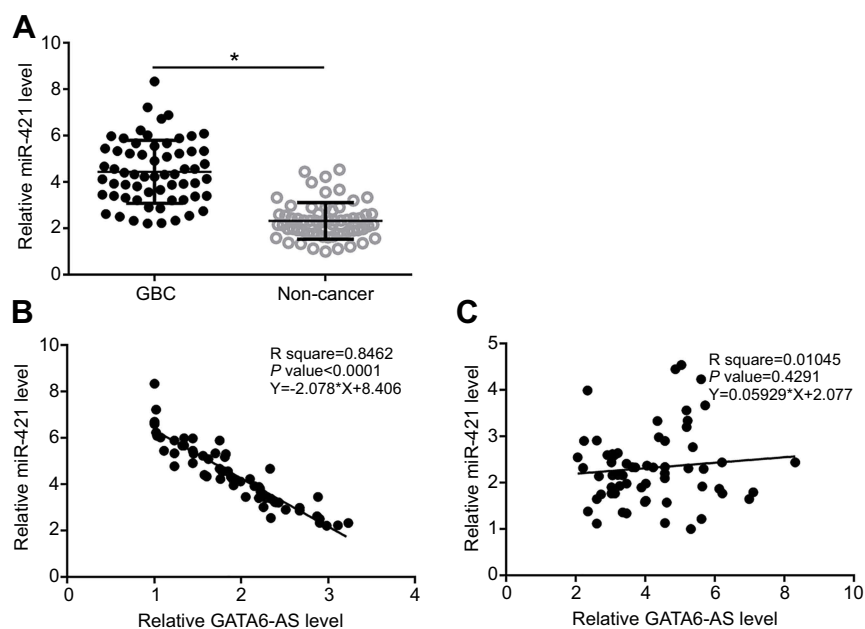 A
Relative miR-421 level
10
8
6
4
2
0
*
GBC
Non-cancer
B
Relative miR-421 level
10
8
6
4
2
0
R square=0.8462
P value<0.0001
Y=-2.078*X+8.406
0
1
2
3
4
Relative GATA6-AS level
C
Relative miR-421 level
5
4
3
2
1
0
R square=0.01045
P value=0.4291
Y=0.05929*X+2.077
0
2
4
6
8
10
Relative GATA6-AS level